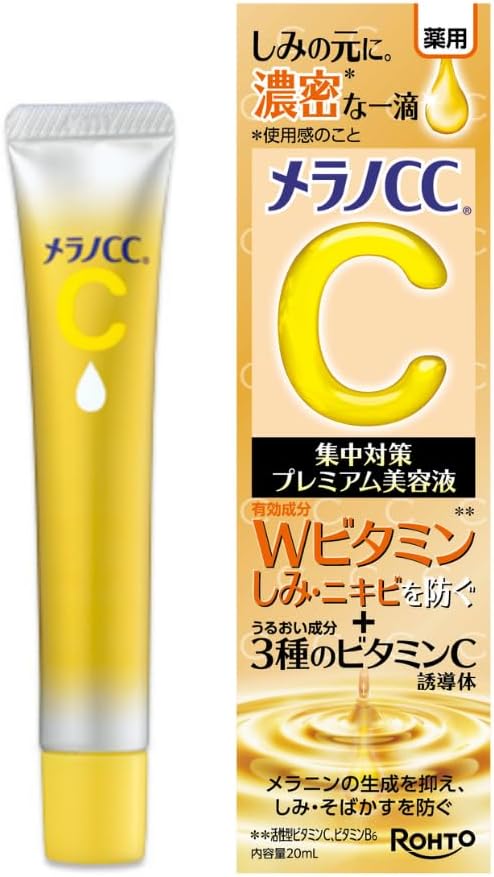 メラノCC®
C
しみの元に。
濃密*な一滴
*使用感のこと
薬用
メラノCC®
C
集中対策
プレミアム美容液
有効成分
Wビタミン**
しみ・ニキビを防ぐ
+
うるおい成分
3種のビタミンC
誘導体
メラニンの生成を抑え、
しみ・そばかすを防ぐ
**活性型ビタミンC、ビタミンB6
内容量20mL
ROHTO